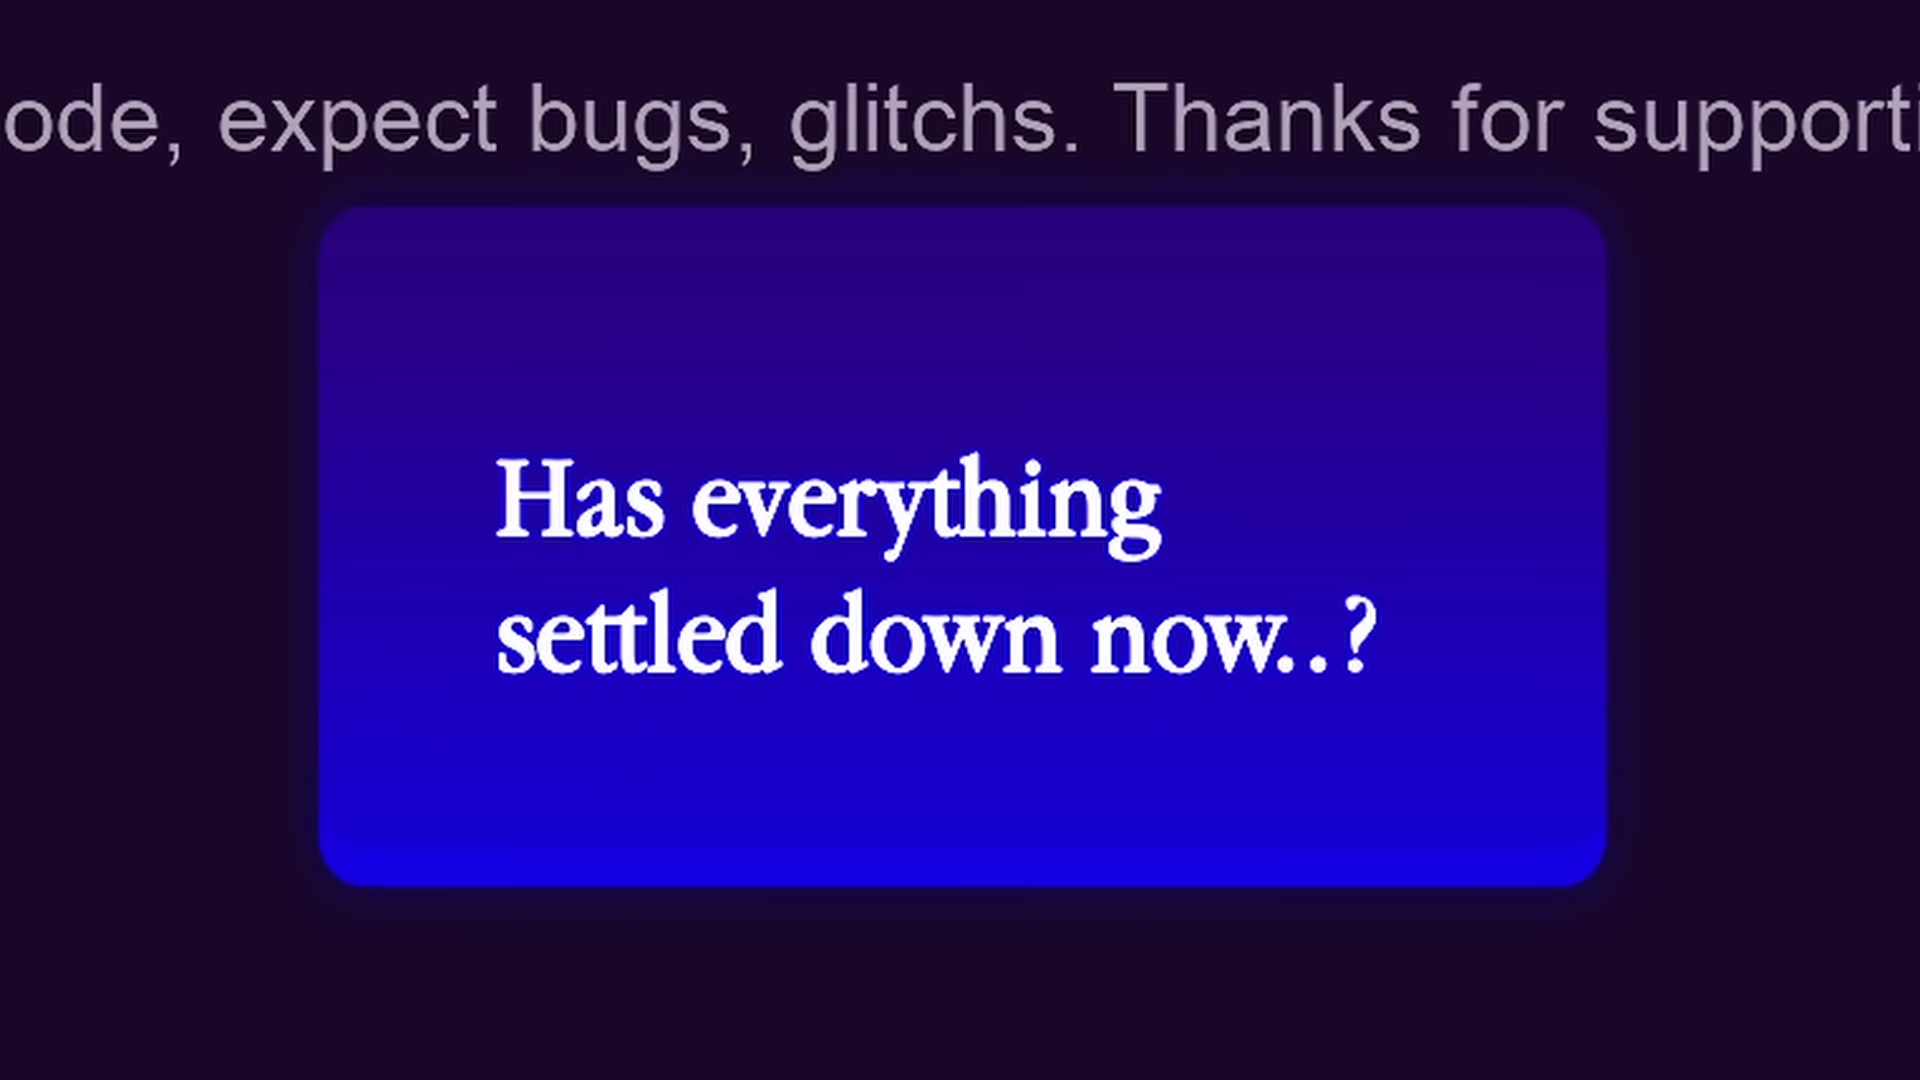 ode, expect bugs, glitchs. Thanks for supporti
Has everything
settled down now..?